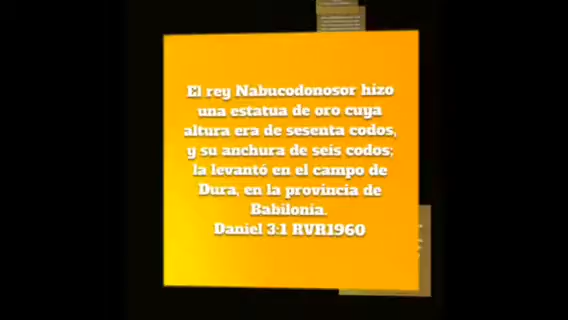 El rey Nabucodonosor hizo
una estatua de oro cuya
altura era de sesenta codos,
y su anchura de seis codos;
la levantó en el campo de
Dura, en la provincia de
Babilonia.
Daniel 3:1 RVR1960